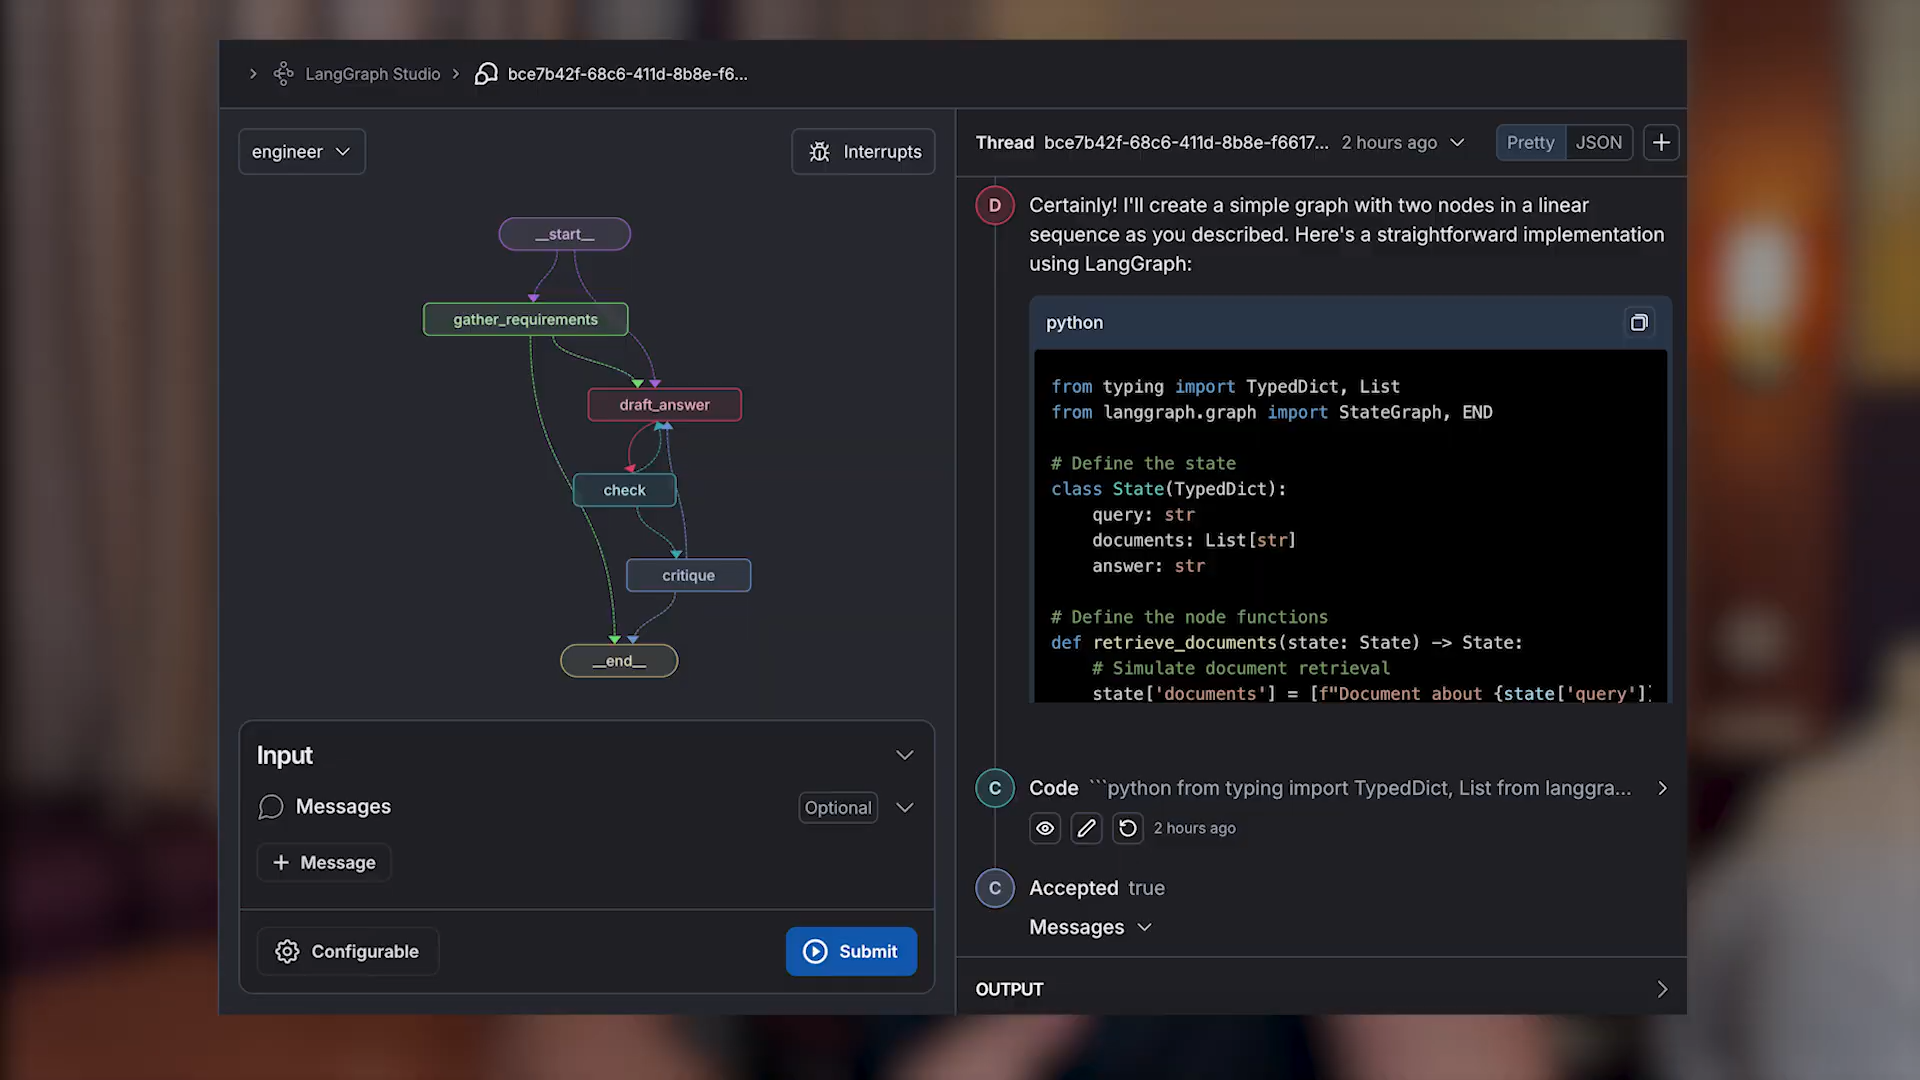 LangGraph Studio
bce7b42f-68c6-411d-8b8e-f6...
engineer
Interrupts
__start__
gather_requirements
draft_answer
check
critique
__end__
Input
Messages
Optional
+ Message
Configurable
Submit
Thread bce7b42f-68c6-411d-8b8e-f6617... 2 hours ago
Pretty
JSON
D
Certainly! I'll create a simple graph with two nodes in a linear
sequence as you described. Here's a straightforward implementation
using LangGraph:
python
from typing import TypedDict, List
from langgraph.graph import StateGraph, END
# Define the state
class State(TypedDict):
query: str
documents: List[str]
answer: str
# Define the node functions
def retrieve_documents(state: State) -> State:
# Simulate document retrieval
state['documents'] = [f"Document about {state['query']
C
Code ```python from typing import TypedDict, List from langgra...
2 hours ago
C
Accepted true
Messages
OUTPUT